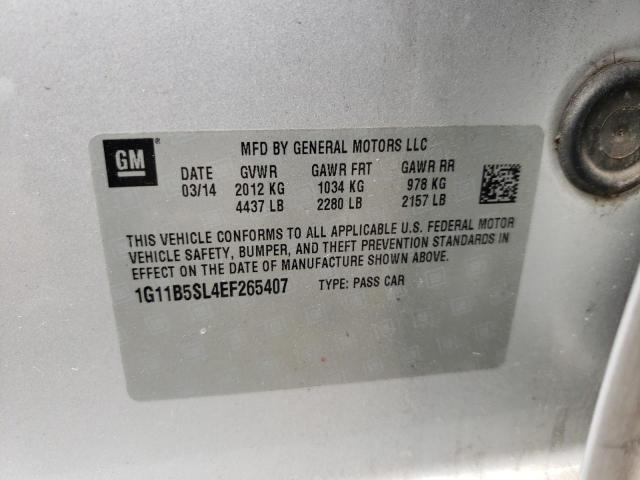 GM ®
MFD BY GENERAL MOTORS LLC
DATE GVWR GAWR FRT GAWR RR
03/14 2012 KG 1034 KG 978 KG
4437 LB 2280 LB 2157 LB
THIS VEHICLE CONFORMS TO ALL APPLICABLE U.S. FEDERAL MOTOR
VEHICLE SAFETY, BUMPER, AND THEFT PREVENTION STANDARDS IN
EFFECT ON THE DATE OF MANUFACTURE SHOWN ABOVE.
1G11B5SL4EF265407 TYPE: PASS CAR